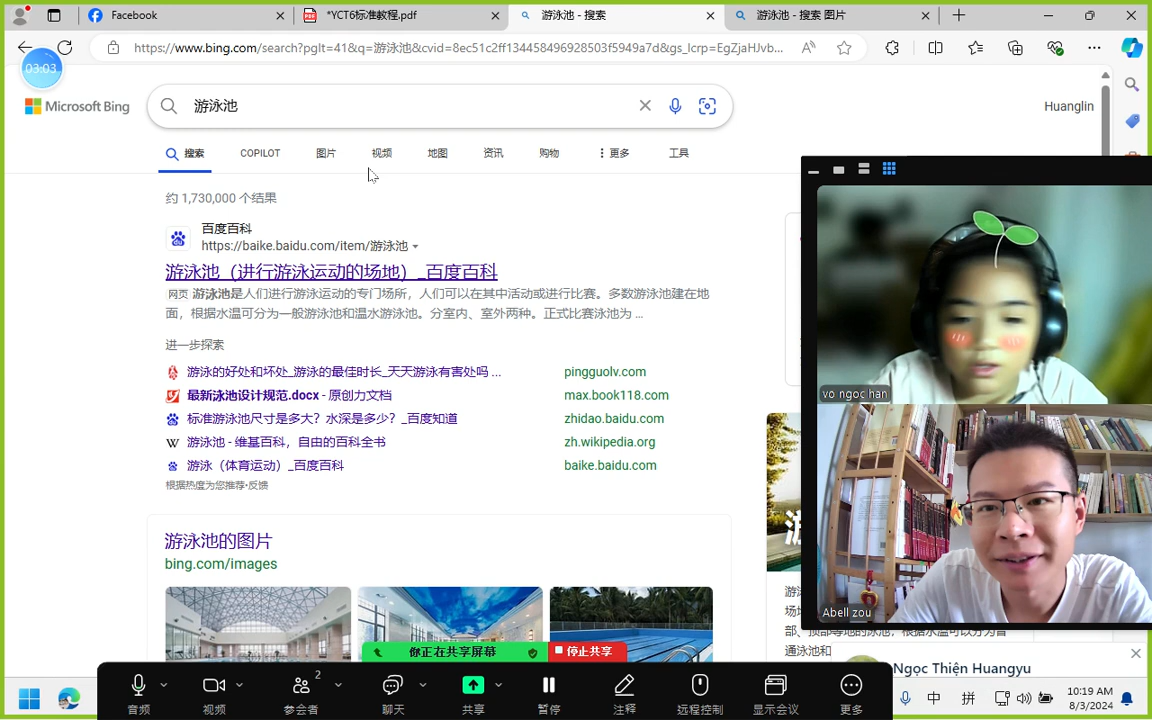 Facebook
*YCT6标准教程.pdf
游泳池 - 搜索
游泳池 - 搜索 图片
https://www.bing.com/search?pglt=41&q=游泳池&cvid=8ec51c2ff134458496928503f5949a7d&gs_lcrp=EgZjaHJvb...
03:03
Microsoft Bing
游泳池
Huanglin
搜索
COPILOT
图片
视频
地图
资讯
购物
更多
工具
约 1,730,000 个结果
百度百科
https://baike.baidu.com/item/游泳池
游泳池（进行游泳运动的场地）_百度百科
网页 游泳池是人们进行游泳运动的专门场所，人们可以在其中活动或进行比赛。多数游泳池建在地
面，根据水温可分为一般游泳池和温水游泳池。分室内、室外两种。正式比赛泳池为 ...
进一步探索
游泳的好处和坏处_游泳的最佳时长_天天游泳有害处吗 ...
pingguolv.com
最新泳池设计规范.docx - 原创力文档
max.book118.com
标准游泳池尺寸是多大？水深是多少？_百度知道
zhidao.baidu.com
游泳池 - 维基百科，自由的百科全书
zh.wikipedia.org
游泳（体育运动）_百度百科
baike.baidu.com
根据热度为您推荐•反馈
游泳池的图片
bing.com/images
vo ngoc han
Abell zou
通泳池和
Ngọc Thiện Huangyu
你正在共享屏幕
停止共享
音频
视频
2
参会者
聊天
共享
暂停
注释
远程控制
显示会议
更多
中
拼
10:19 AM
8/3/2024